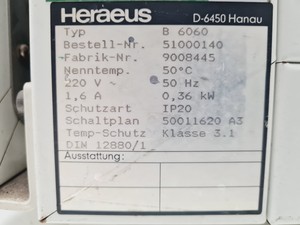 Heraeus D-6450 Hanau
Typ B 6060
Bestell-Nr. 51000140
Fabrik-Nr. 9008445
Nenntemp. 50°C
220 V ~ 50 Hz
1,6 A 0,36 kW
Schutzart IP20
Schaltplan 50011620 A3
Temp-Schutz Klasse 3.1
DIN 12880/1
Ausstattung: